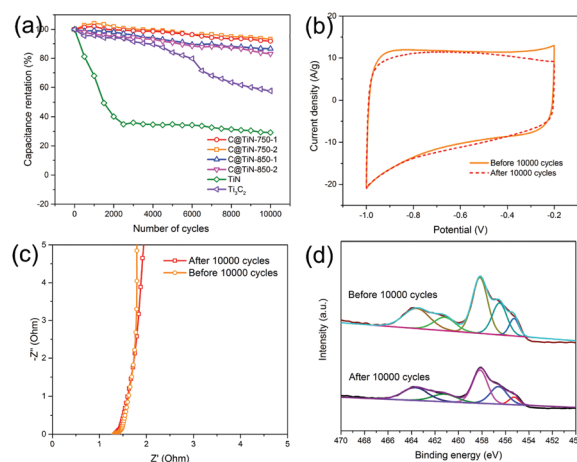 (a)
Capacitance rentation (%)
100
80
60
40
20
0
-20
-40
C@TiN-750-1
C@TiN-750-2
C@TiN-850-1
C@TiN-850-2
TiN
Ti₃C₂
0 2000 4000 6000 8000 10000
Number of cycles
(b)
Current density (A/g)
20
10
0
-10
-20
Before 10000 cycles
After 10000 cycles
-1.0 -0.8 -0.6 -0.4 -0.2
Potential (V)
(c)
-Z" (Ohm)
5
4
3
2
1
0
After 10000 cycles
Before 10000 cycles
0 1 2 3 4 5
Z' (Ohm)
(d)
Intensity (a.u.)
Before 10000 cycles
After 10000 cycles
470 468 466 464 462 460 458 456 454 452
Binding energy (eV)